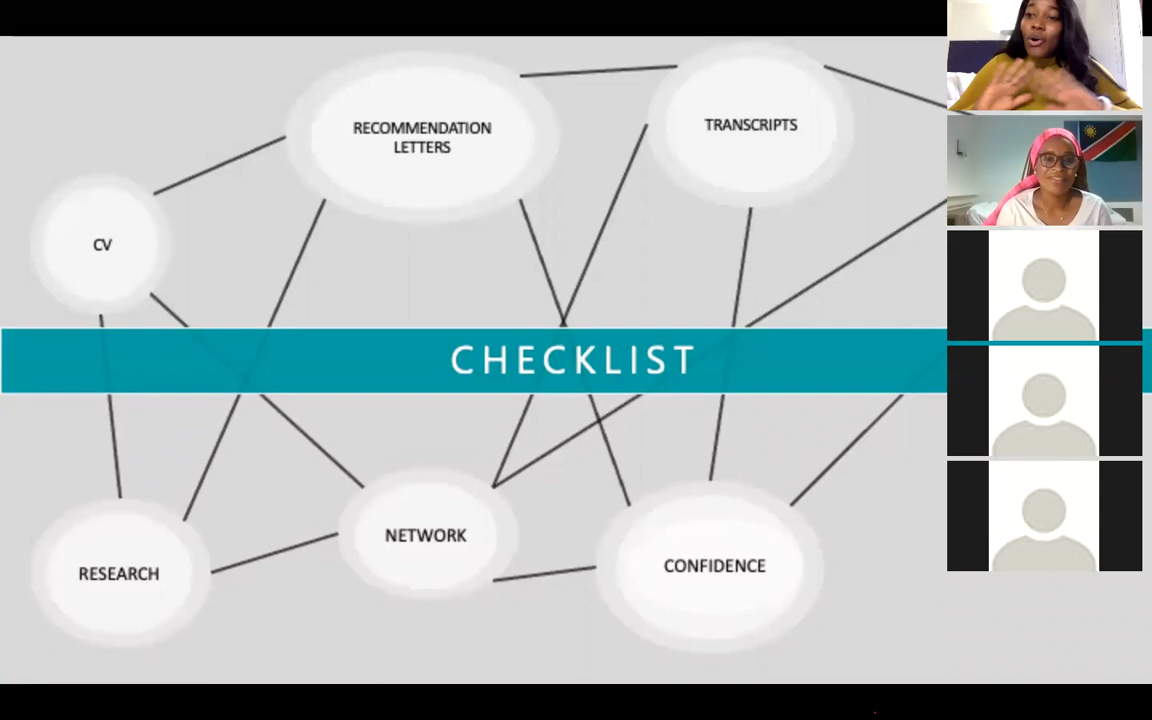 RECOMMENDATION
LETTERS
TRANSCRIPTS
CV
CHECKLIST
RESEARCH
NETWORK
CONFIDENCE